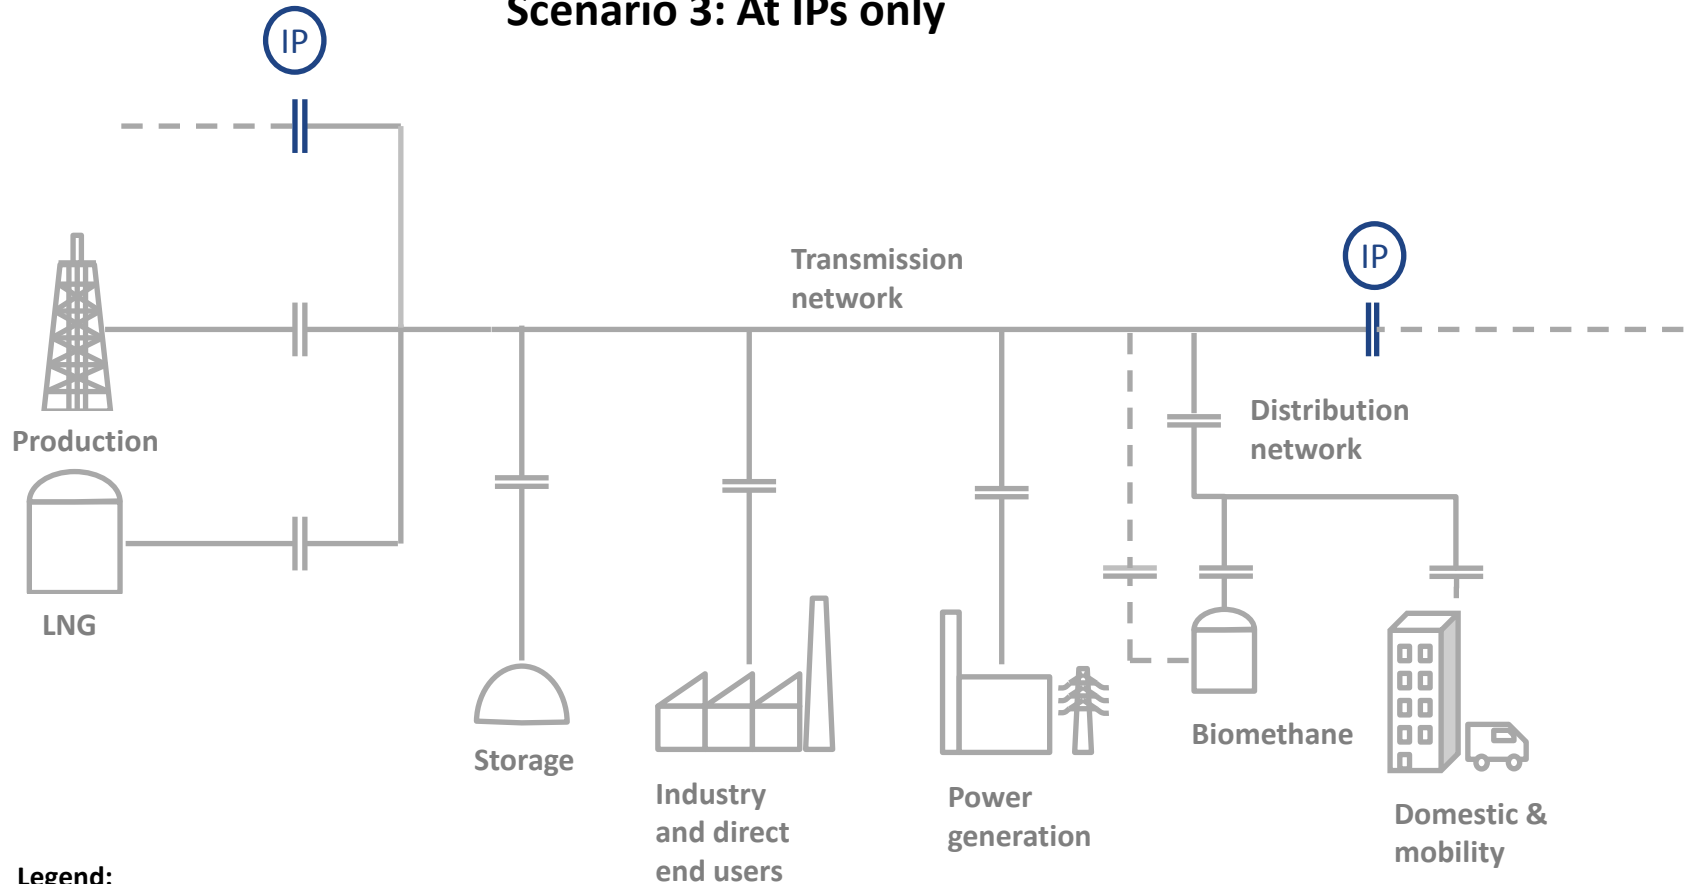 Scenario 3: At IPs only
IP
IP
Transmission
network
Production
Distribution
network
LNG
Storage
Biomethane
Industry
and direct
end users
Power
generation
Domestic &
mobility
Legend: